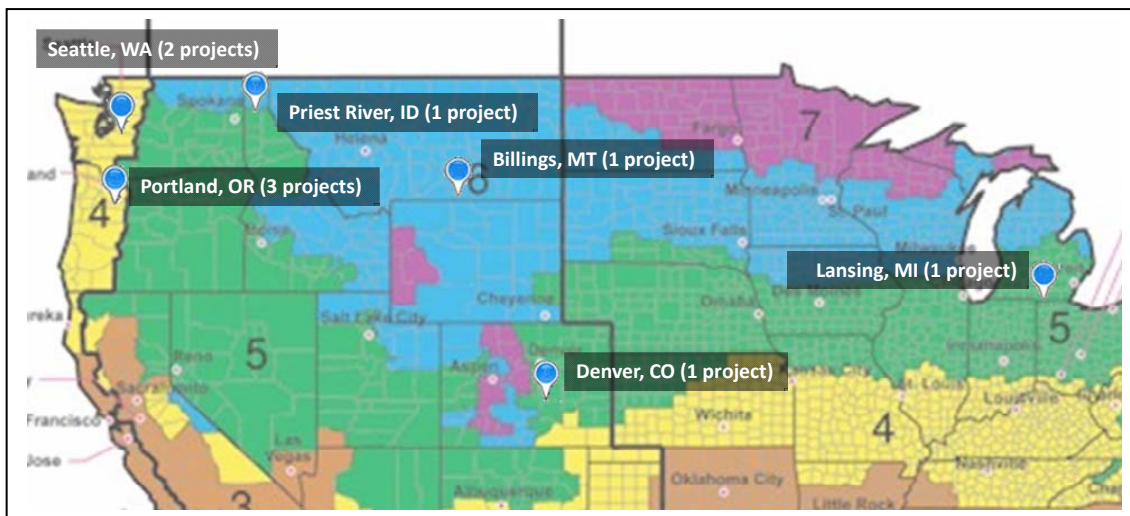 Seattle, WA (2 projects)
Spokane
Priest River, ID (1 project)
Helena
Fargo
7
Billings, MT (1 project)
6
Portland, OR (3 projects)
4
Minneapolis
St. Paul
Boise
Sioux Falls
Milwaukee
Lansing, MI (1 project)
Cheyenne
Omaha
Des Moines
Salt Lake City
5
5
Reno
Indianapolis
Aspen
Denver
Denver, CO (1 project)
Kansas City
Sacramento
St. Louis
Louisville
Francisco
Wichita
4
Jose
Las
Vegas
Nashville
3
Oklahoma City
Albuquerque
Little Rock